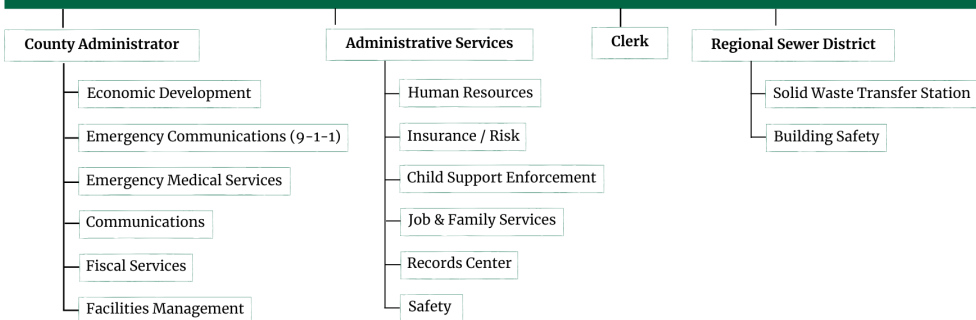 County Administrator
Economic Development
Emergency Communications (9-1-1)
Emergency Medical Services
Communications
Fiscal Services
Facilities Management
Administrative Services
Human Resources
Insurance / Risk
Child Support Enforcement
Job & Family Services
Records Center
Safety
Clerk
Regional Sewer District
Solid Waste Transfer Station
Building Safety